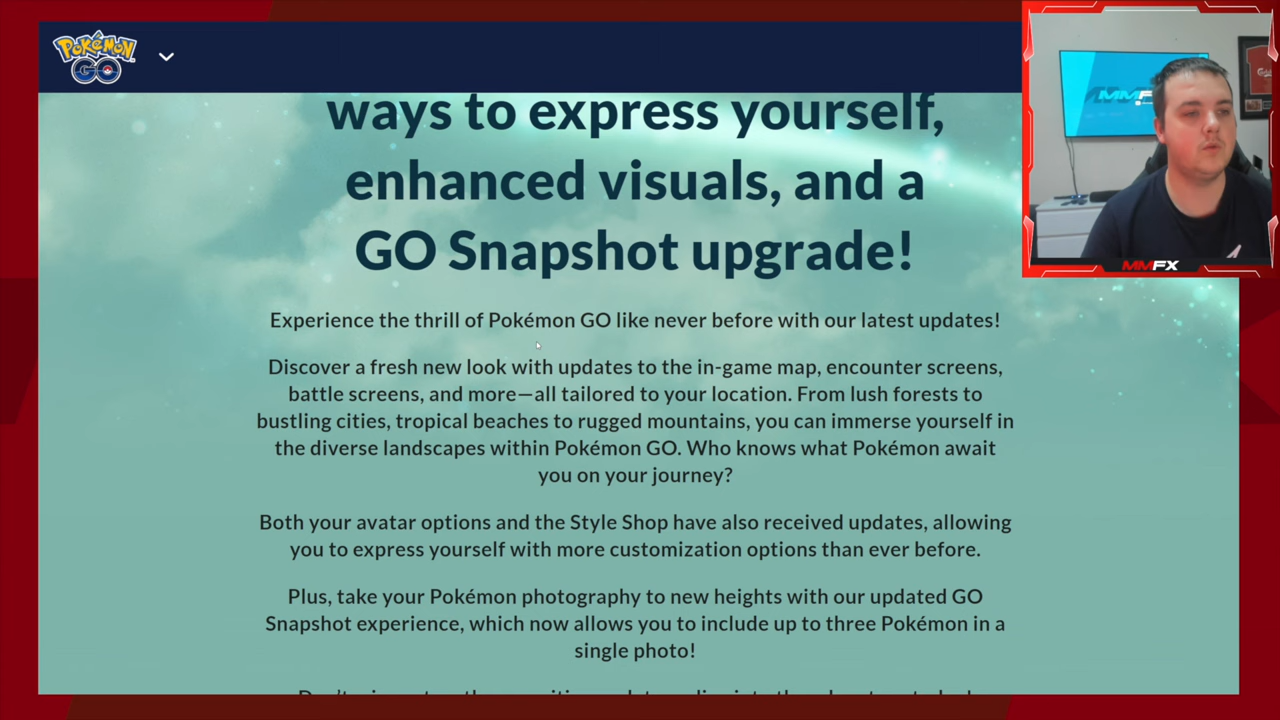 POKÉMON
GO
ways to express yourself,
enhanced visuals, and a
GO Snapshot upgrade!
Experience the thrill of Pokémon GO like never before with our latest updates!
Discover a fresh new look with updates to the in-game map, encounter screens,
battle screens, and more—all tailored to your location. From lush forests to
bustling cities, tropical beaches to rugged mountains, you can immerse yourself in
the diverse landscapes within Pokémon GO. Who knows what Pokémon await
you on your journey?
Both your avatar options and the Style Shop have also received updates, allowing
you to express yourself with more customization options than ever before.
Plus, take your Pokémon photography to new heights with our updated GO
Snapshot experience, which now allows you to include up to three Pokémon in a
single photo!
MMFX